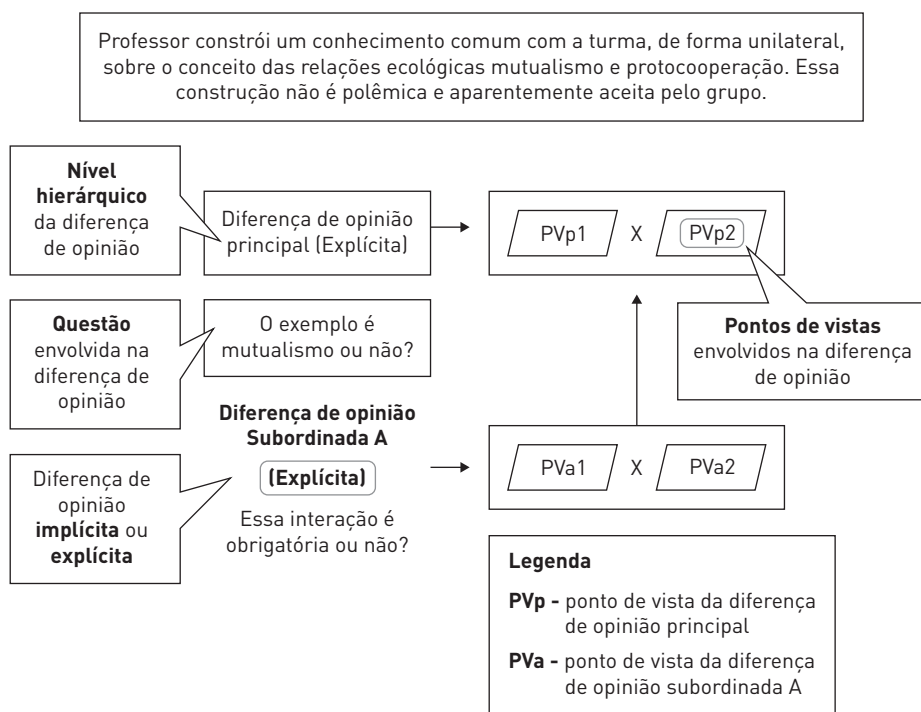 Professor constrói um conhecimento comum com a turma, de forma unilateral,
sobre o conceito das relações ecológicas mutualismo e protocooperação. Essa
construção não é polêmica e aparentemente aceita pelo grupo.
Nível
hierárquico
da diferença
de opinião
Diferença de opinião
principal (Explícita)
PVp1 X PVp2
Questão
envolvida na
diferença de
opinião
O exemplo é
mutualismo ou não?
Pontos de vistas
envolvidos na diferença
de opinião
Diferença de
opinião
implícita ou
explícita
Diferença de opinião
Subordinada A
(Explícita)
Essa interação é
obrigatória ou não?
PVa1 X PVa2
Legenda
PVp - ponto de vista da diferença
de opinião principal
PVa - ponto de vista da diferença
de opinião subordinada A